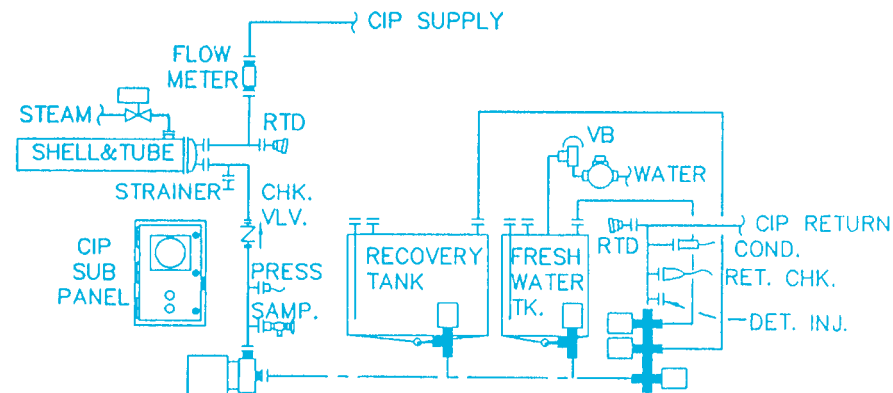 CIP SUPPLY
FLOW
METER
STEAM
RTD
SHELL&TUBE
VB
WATER
STRAINER
CHK.
VLV.
CIP
SUB
PANEL
PRESS
SAMP.
RECOVERY
TANK
FRESH
WATER
TK.
RTD
CIP RETURN
COND.
RET. CHK.
DET. INJ.